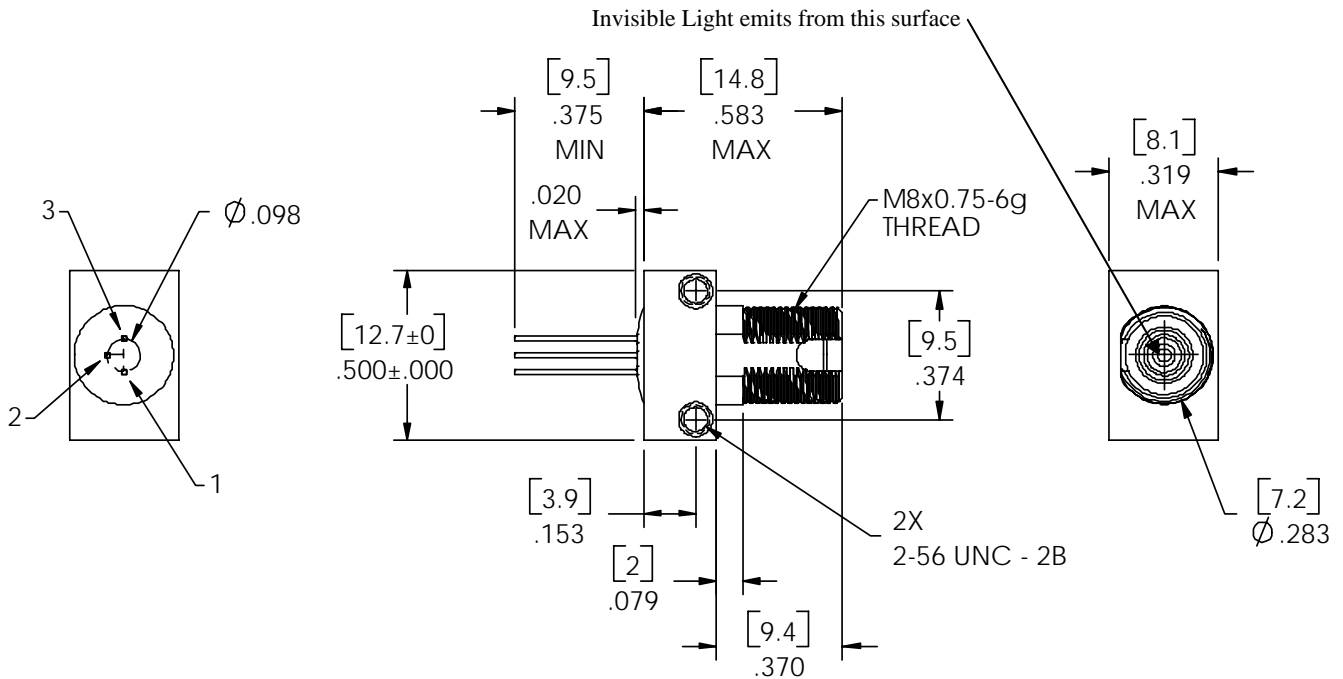 Invisible Light emits from this surface
[9.5]
.375
MIN
[14.8]
.583
MAX
[8.1]
.319
MAX
.020
MAX
M8x0.75-6g
THREAD
3
Ø.098
[12.7±0]
.500±.000
[9.5]
.374
2
1
[3.9]
.153
2X
2-56 UNC - 2B
[7.2]
Ø.283
[2]
.079
[9.4]
.370